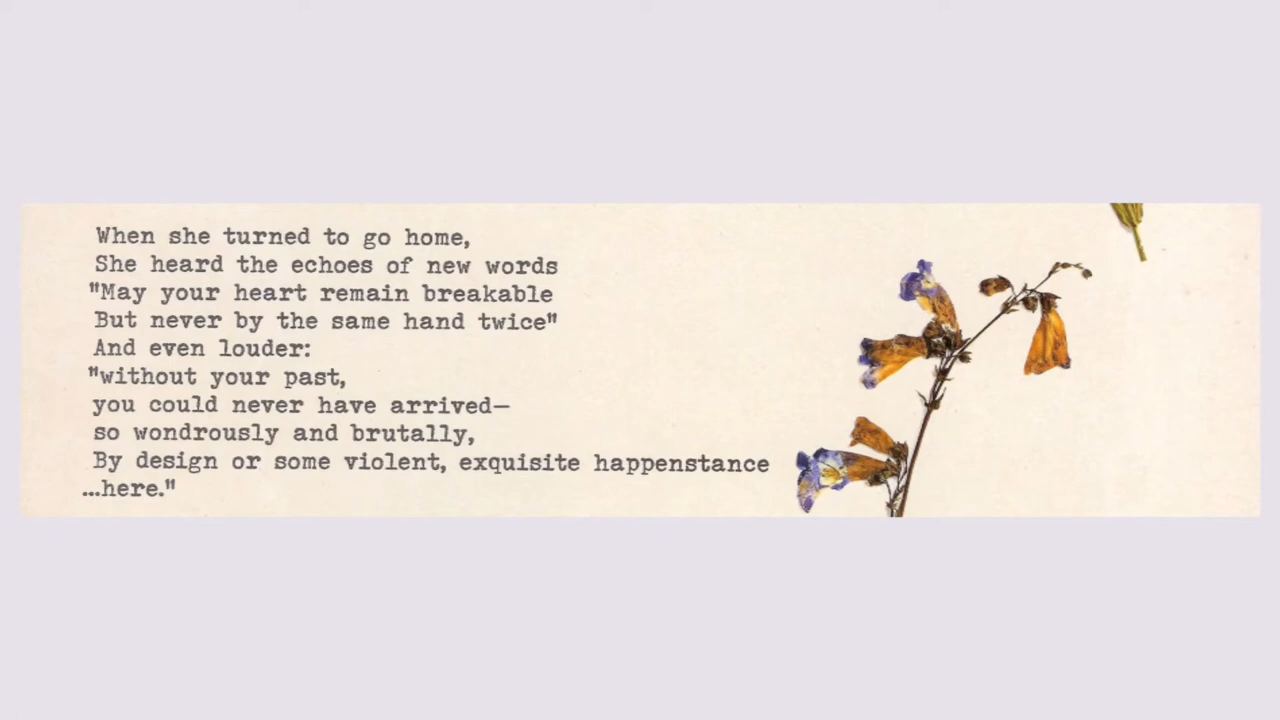 When she turned to go home,
She heard the echoes of new words
"May your heart remain breakable
But never by the same hand twice"
And even louder:
"without your past,
you could never have arrived—
so wondrously and brutally,
By design or some violent, exquisite happenstance
...here."